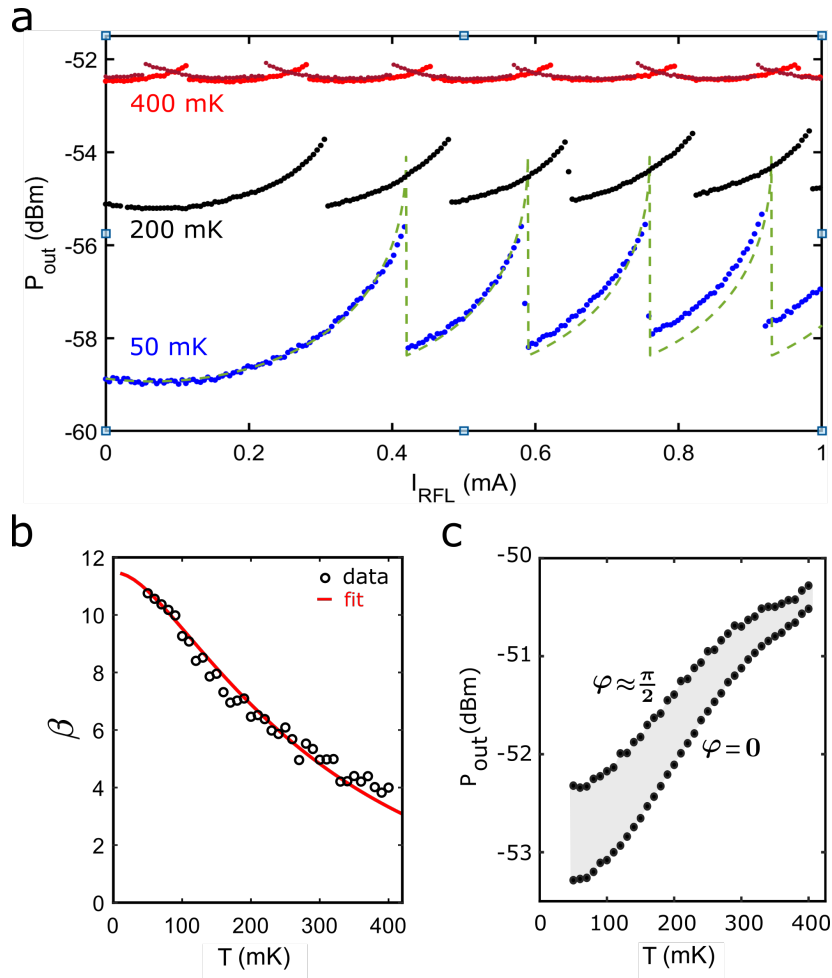 a
P_out (dBm)
-52
-54
-56
-58
-60
400 mK
200 mK
50 mK
0
0.2
0.4
0.6
0.8
1
I_RFL (mA)
b
β
12
10
8
6
4
2
0
data
fit
0
100
200
300
400
T (mK)
c
P_out(dBm)
-50
-51
-52
-53
φ≈π/2
φ=0
0
100
200
300
400
T (mK)